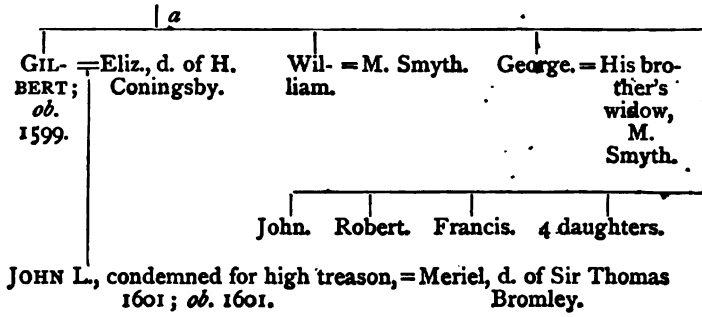 a
GIL- = Eliz., d. of H. Wil- = M. Smyth. George. = His bro-
BERT; Coningsby. liam. ther's
ob. widow,
1599. M.
Smyth.
John. Robert. Francis. 4 daughters.
JOHN L., condemned for high treason, = Meriel, d. of Sir Thomas
1601; ob. 1601. Bromley.